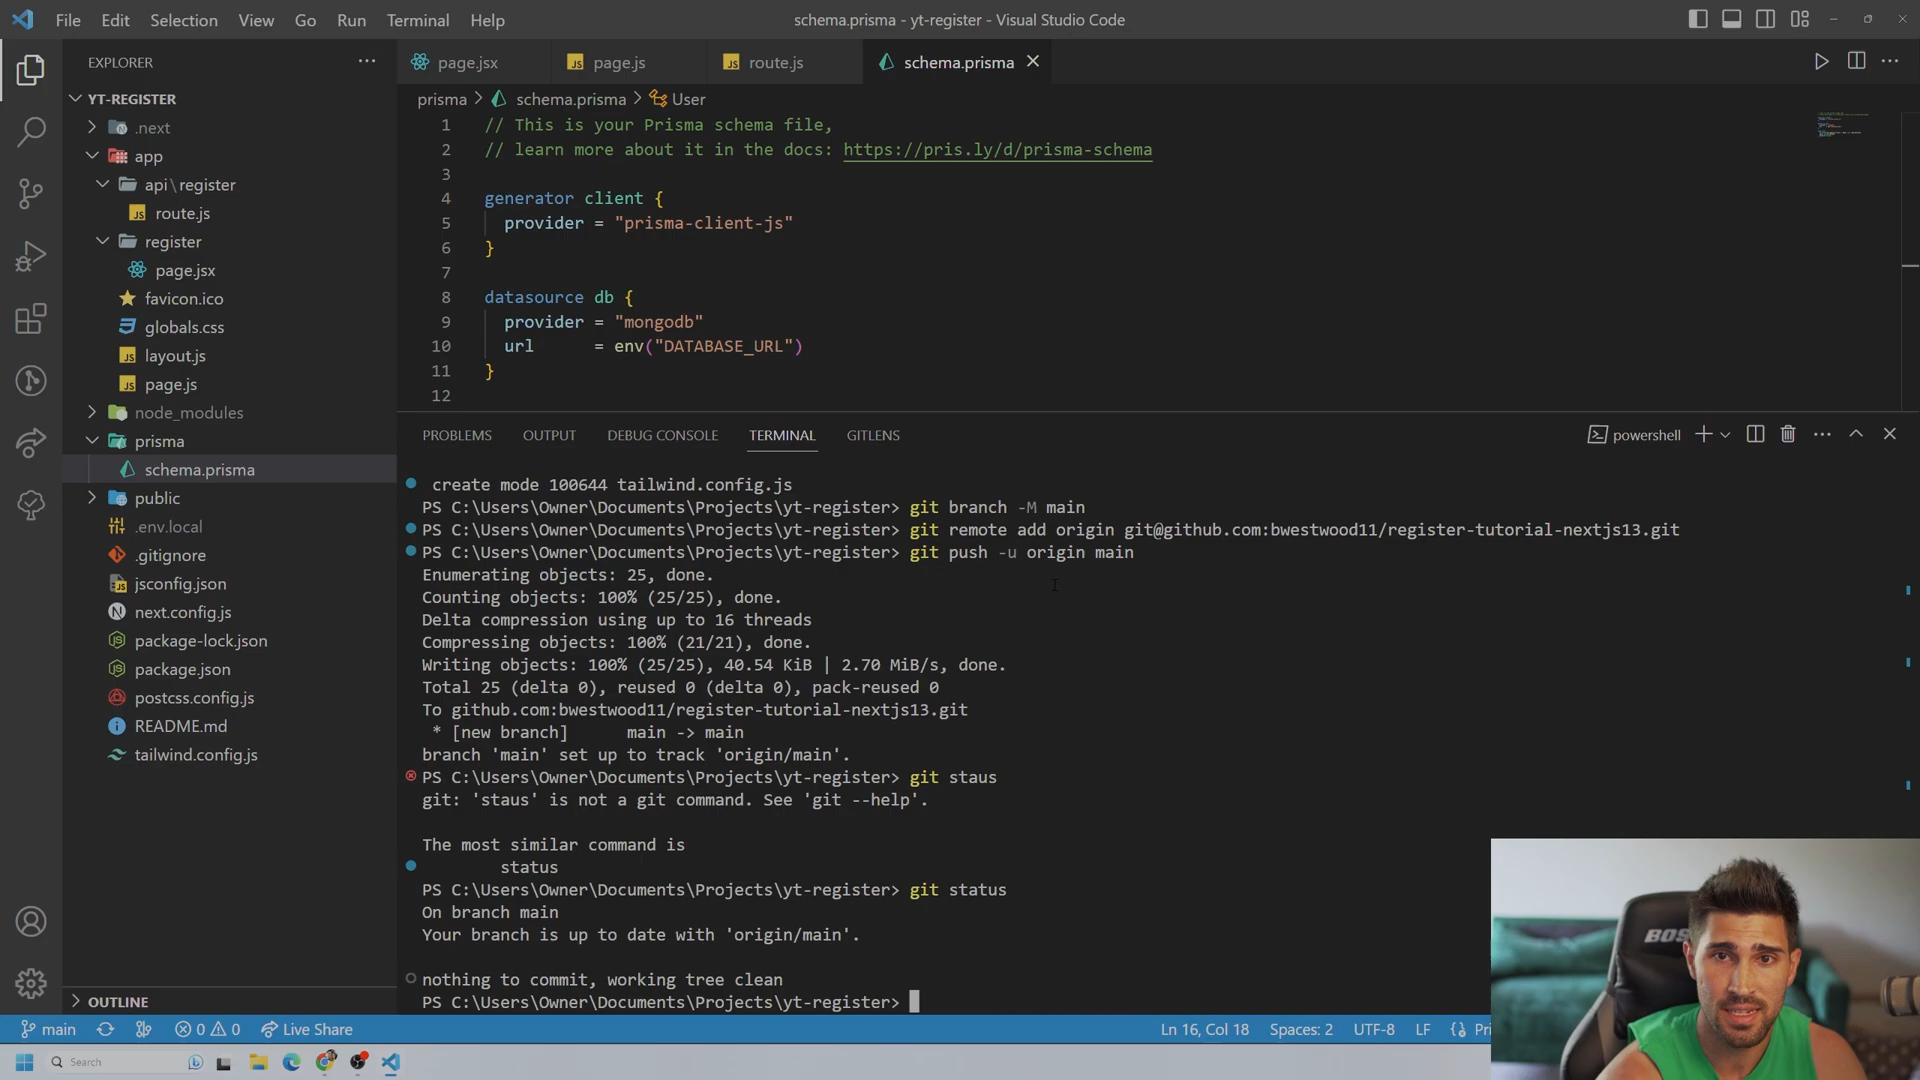 File Edit Selection View Go Run Terminal Help
schema.prisma - yt-register - Visual Studio Code
EXPLORER
YT-REGISTER
.next
app
api\register
route.js
register
page.jsx
favicon.ico
globals.css
layout.js
page.js
node_modules
prisma
schema.prisma
public
.env.local
.gitignore
jsconfig.json
next.config.js
package-lock.json
package.json
postcss.config.js
README.md
tailwind.config.js
OUTLINE
page.jsx page.js route.js schema.prisma
prisma > schema.prisma > User
1 // This is your Prisma schema file,
2 // learn more about it in the docs: https://pris.ly/d/prisma-schema
3
4 generator client {
5 provider = "prisma-client-js"
6 }
7
8 datasource db {
9 provider = "mongodb"
10 url = env("DATABASE_URL")
11 }
12
PROBLEMS OUTPUT DEBUG CONSOLE TERMINAL GITLENS
powershell
create mode 100644 tailwind.config.js
PS C:\Users\Owner\Documents\Projects\yt-register> git branch -M main
PS C:\Users\Owner\Documents\Projects\yt-register> git remote add origin git@github.com:bwestwood11/register-tutorial-nextjs13.git
PS C:\Users\Owner\Documents\Projects\yt-register> git push -u origin main
Enumerating objects: 25, done.
Counting objects: 100% (25/25), done.
Delta compression using up to 16 threads
Compressing objects: 100% (21/21), done.
Writing objects: 100% (25/25), 40.54 KiB | 2.70 MiB/s, done.
Total 25 (delta 0), reused 0 (delta 0), pack-reused 0
To github.com:bwestwood11/register-tutorial-nextjs13.git
* [new branch] main -> main
branch 'main' set up to track 'origin/main'.
PS C:\Users\Owner\Documents\Projects\yt-register> git staus
git: 'staus' is not a git command. See 'git --help'.
The most similar command is
status
PS C:\Users\Owner\Documents\Projects\yt-register> git status
On branch main
Your branch is up to date with 'origin/main'.
nothing to commit, working tree clean
PS C:\Users\Owner\Documents\Projects\yt-register>
main 0 0 Live Share
Ln 16, Col 18 Spaces: 2 UTF-8 LF Pri
Search